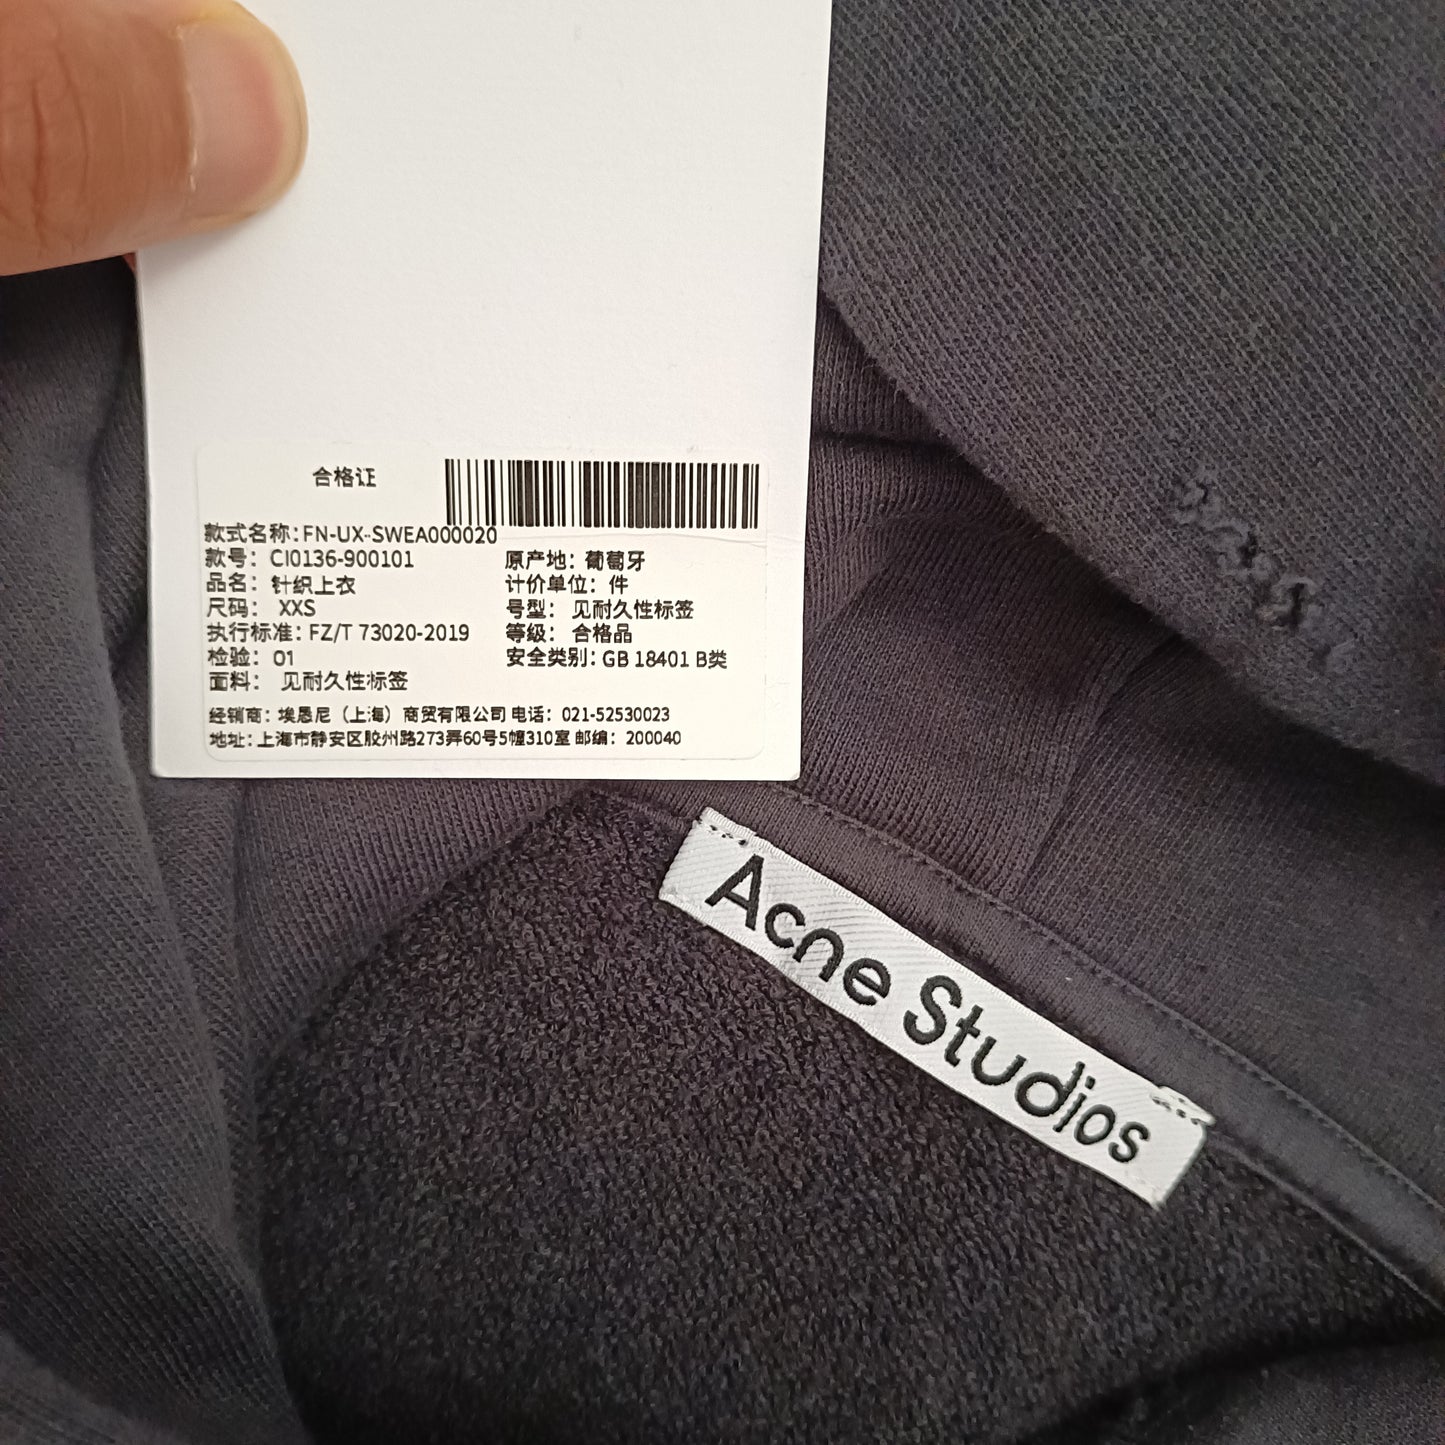 合格证
款式名称:FN-UX-SWEA000020
款号: CI0136-900101
原产地: 葡萄牙
品名: 针织上衣
计价单位: 件
尺码: XXS
号型: 见耐久性标签
执行标准: FZ/T 73020-2019
等级: 合格品
检验: 01
安全类别: GB 18401 B类
面料: 见耐久性标签
经销商: 埃恳尼（上海）商贸有限公司 电话: 021-52530023
地址: 上海市静安区胶州路273弄60号5幢310室 邮编: 200040
Acne Studios